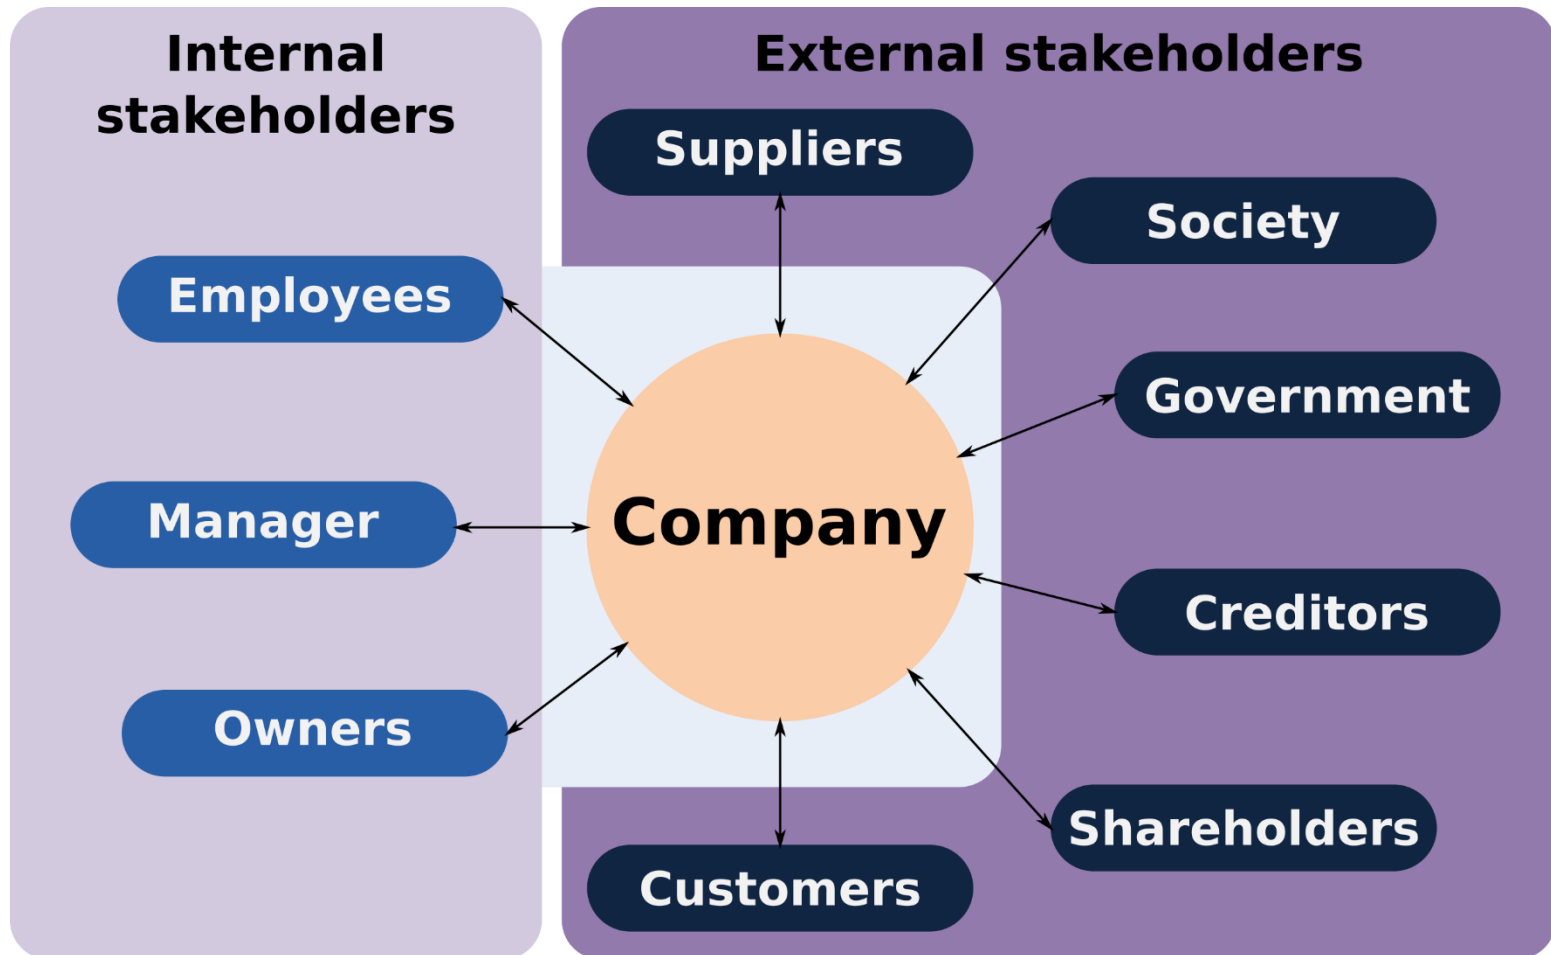 Internal
stakeholders
Employees
Manager
Owners
Company
External stakeholders
Suppliers
Society
Government
Creditors
Shareholders
Customers